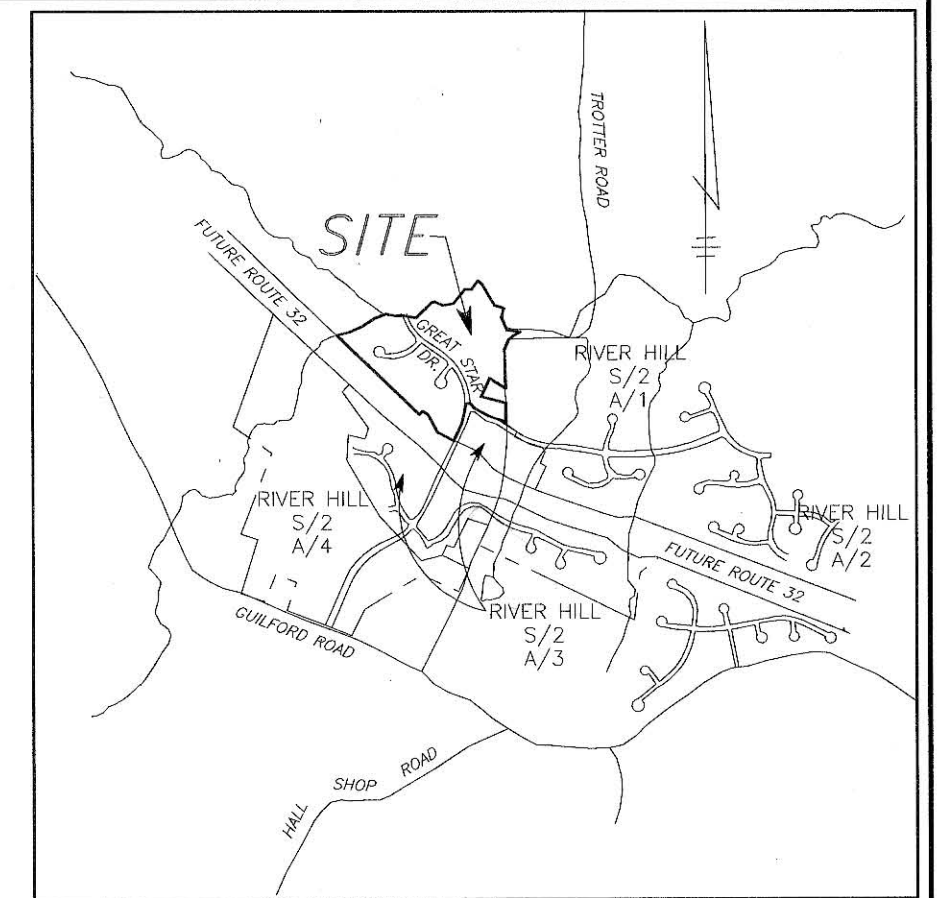 TROTTER ROAD
SITE
FUTURE ROUTE 32
GREAT STAR
DR.
RIVER HILL
S/2
A/1
RIVER HILL
S/2
A/4
RIVER HILL
S/2
A/2
FUTURE ROUTE 32
GUILFORD ROAD
RIVER HILL
S/2
A/3
HALL SHOP ROAD